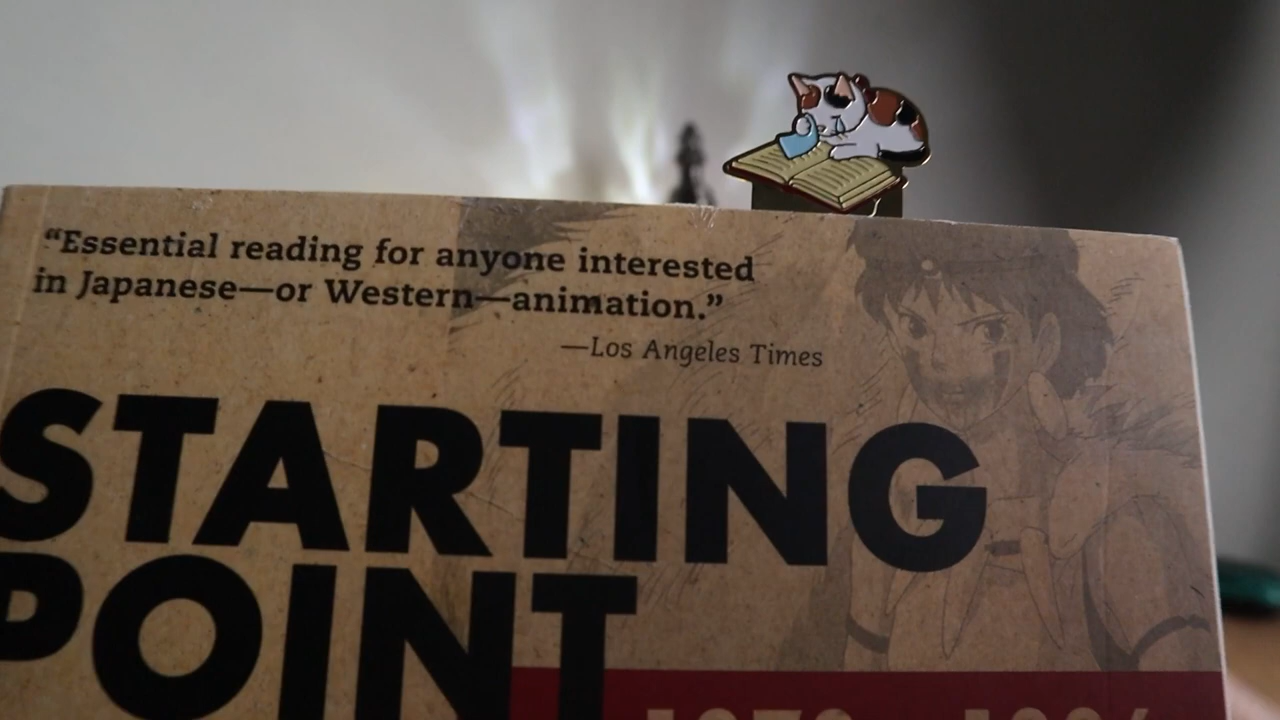 “Essential reading for anyone interested
in Japanese—or Western—animation.”
—Los Angeles Times
STARTING
POINT